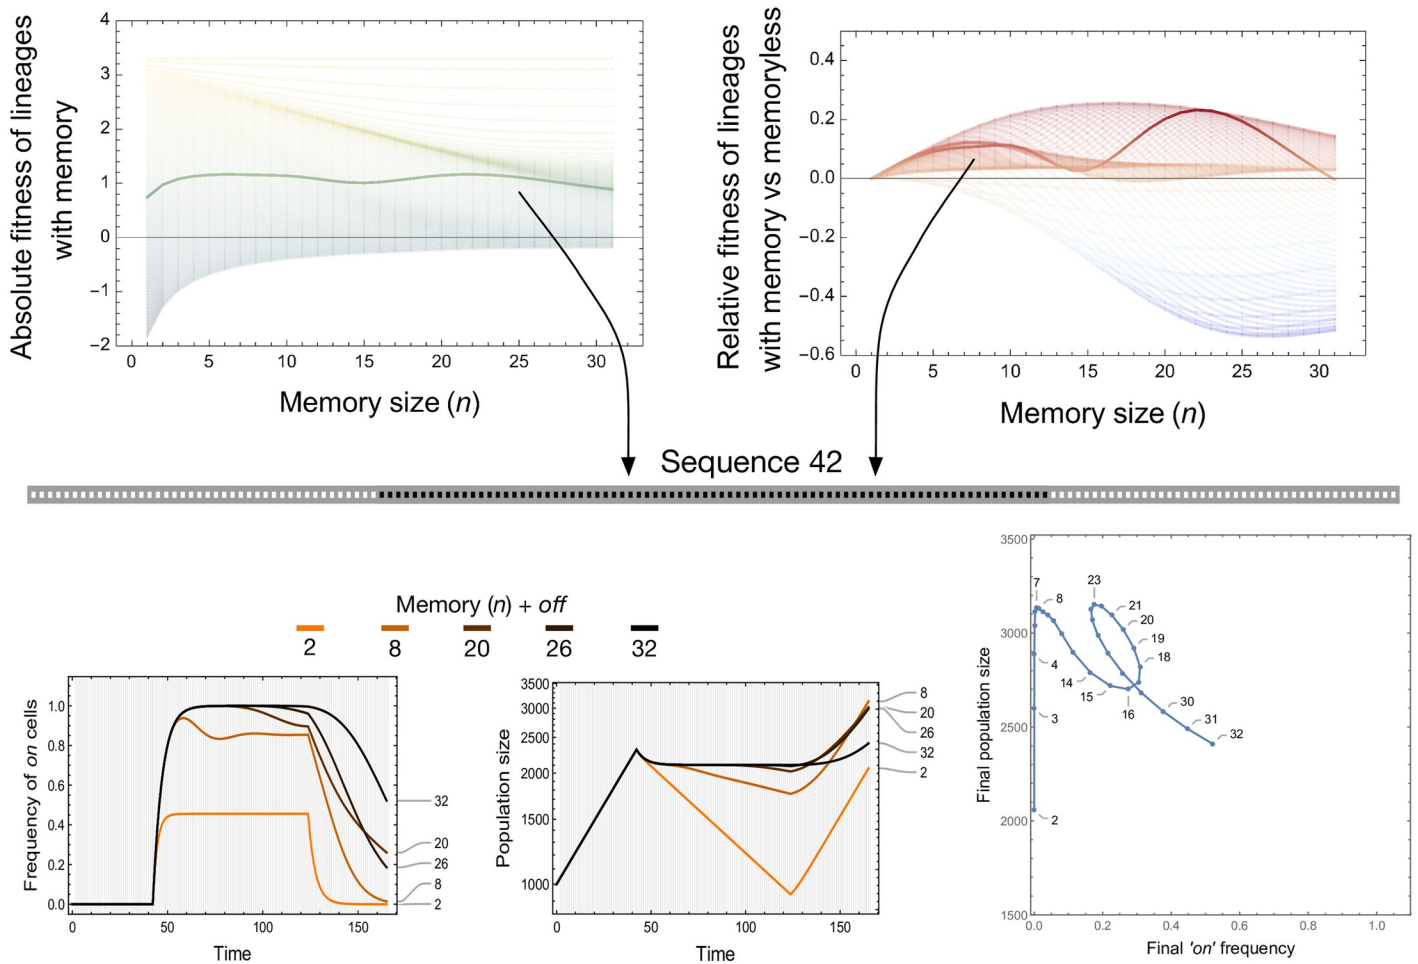 Absolute fitness of lineages
with memory
4
3
2
1
0
−1
−2
0 5 10 15 20 25 30
Memory size (n)
Relative fitness of lineages
with memory vs memoryless
0.4
0.2
0.0
−0.2
−0.4
−0.6
0 5 10 15 20 25 30
Memory size (n)
Sequence 42
Memory (n) + off
2 8 20 26 32
Frequency of on cells
1.0
0.8
0.6
0.4
0.2
0.0
0 50 100 150
Time
32
20
26
8
2
Population size
3500
3000
2500
2000
1500
1000
0 50 100 150
Time
8
20
26
32
2
Final population size
3500
3000
2500
2000
1500
0.0 0.2 0.4 0.6 0.8 1.0
Final 'on' frequency
7
8
23
21
20
19
18
4
14
15
16
3
30
31
32
2